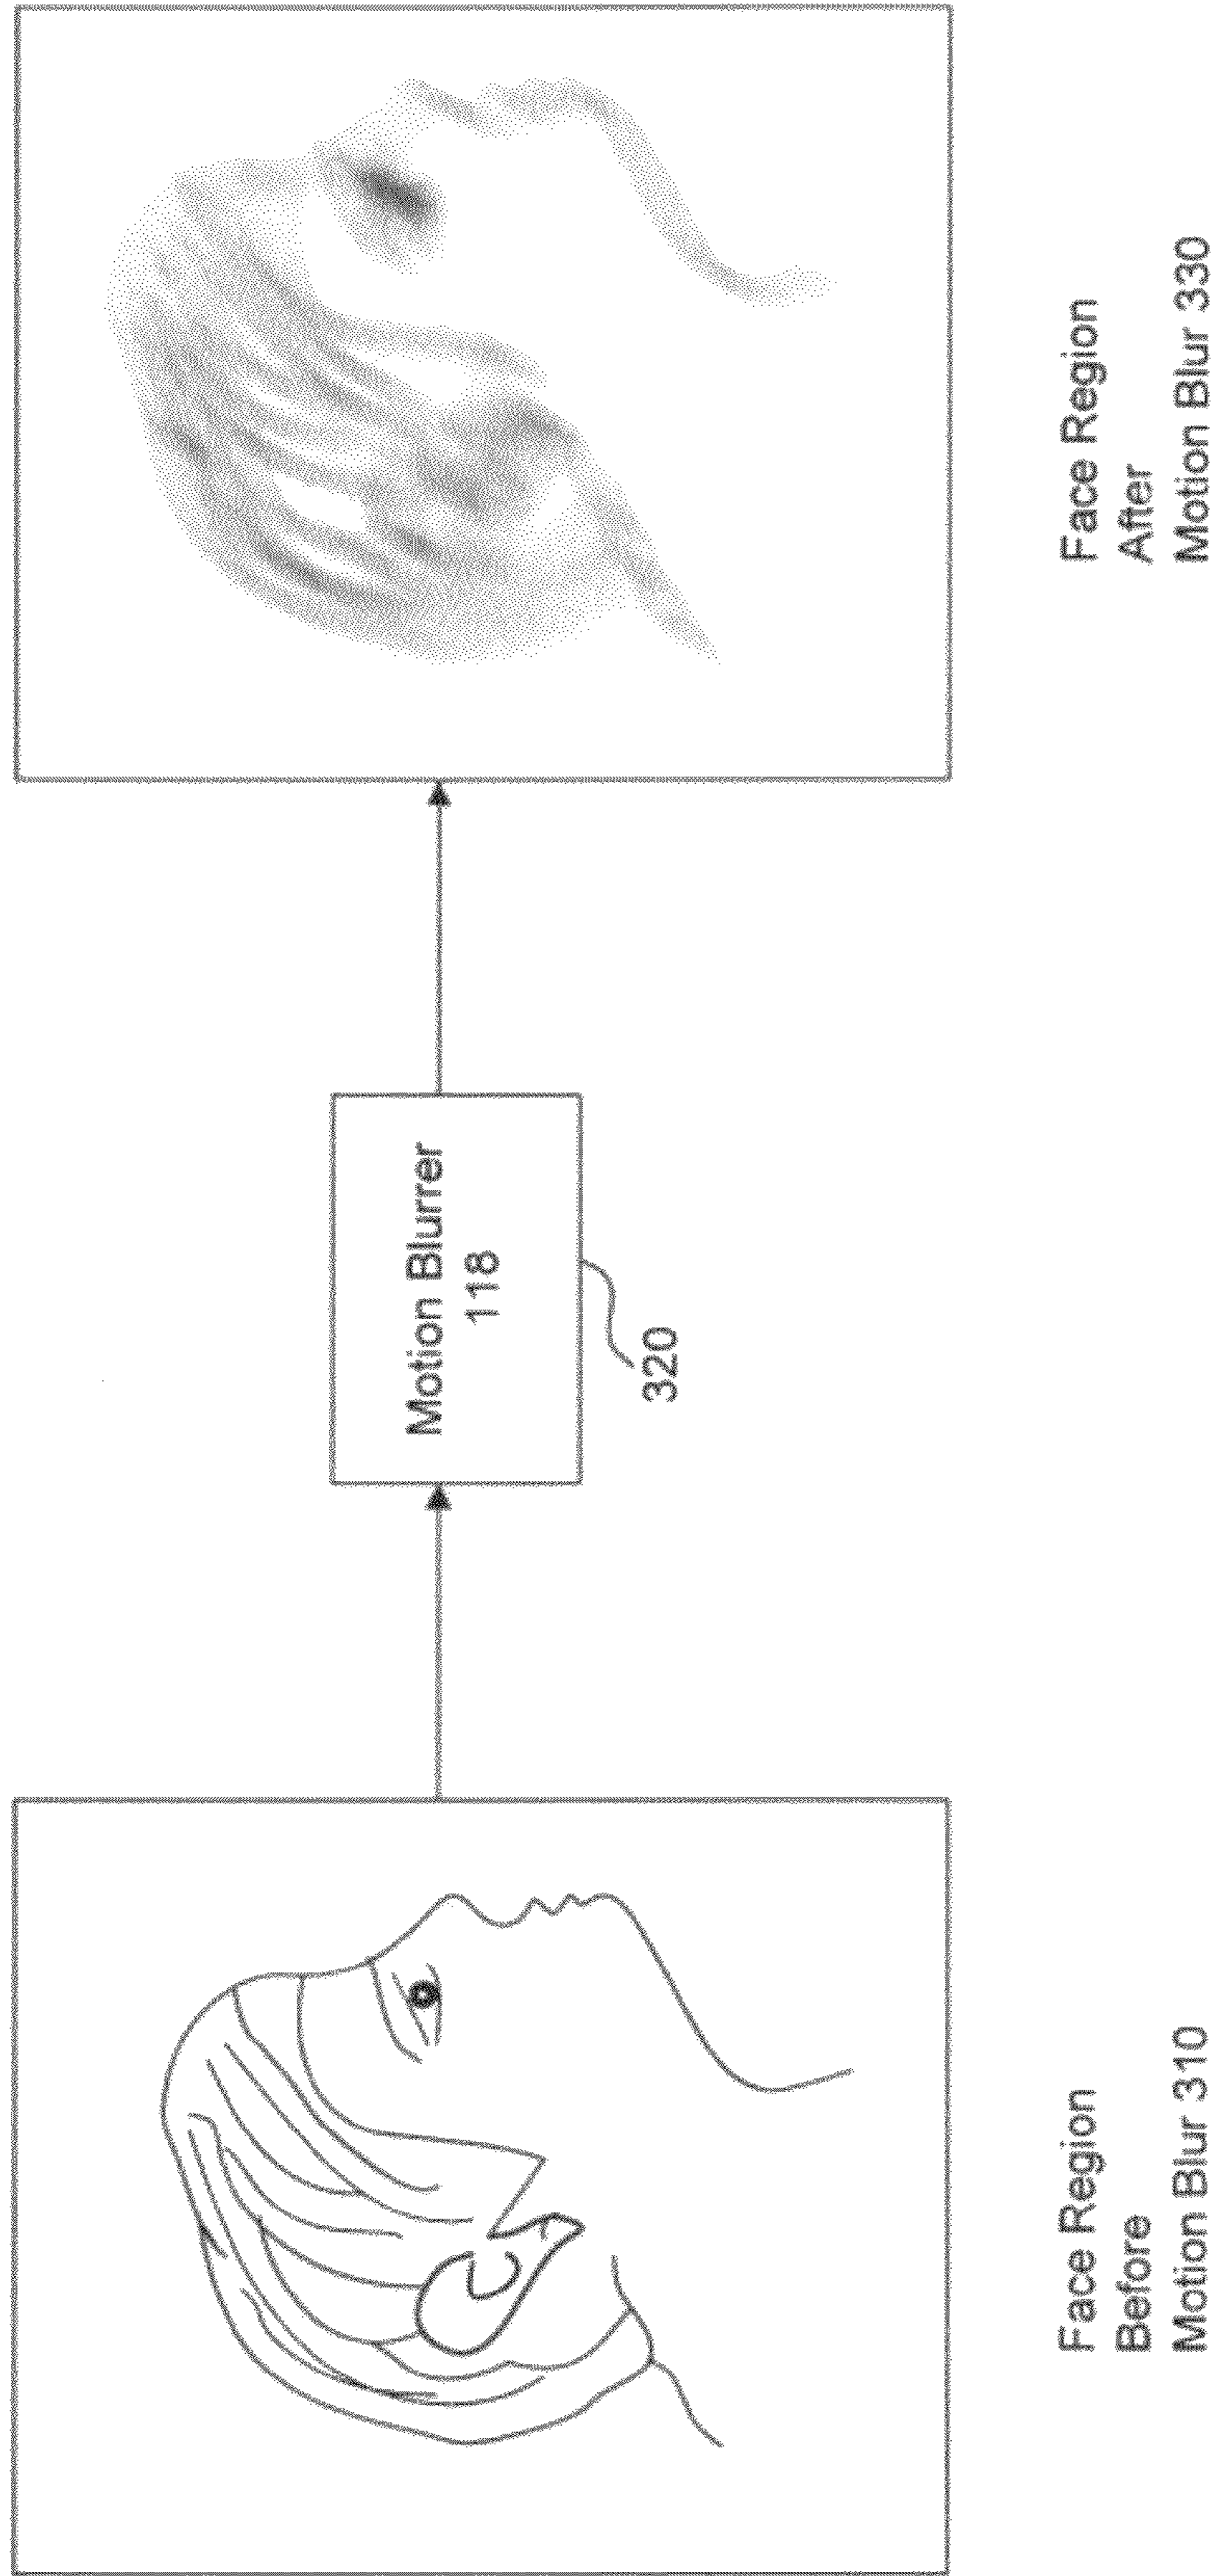 Face Region
Before
Motion Blur 310
Motion Blurrer
118
320
Face Region
After
Motion Blur 330